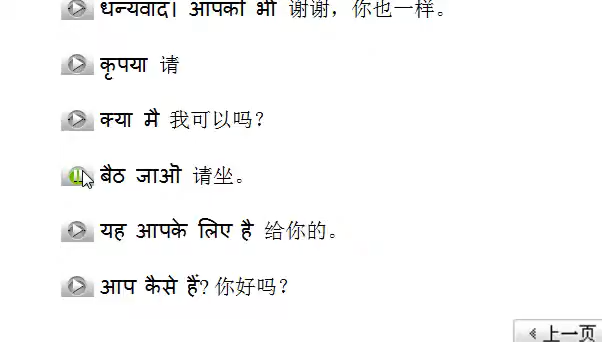 धन्यवाद। आपको भी 谢谢，你也一样。
कृपया 请
क्या मै 我可以吗？
बैठ जाऒ 请坐。
यह आपके लिए है 给你的。
आप कैसे हैं? 你好吗？
上一页